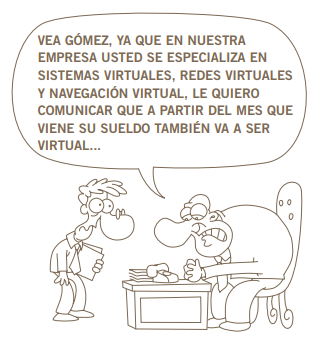 VEA GÓMEZ, YA QUE EN NUESTRA
EMPRESA USTED SE ESPECIALIZA EN
SISTEMAS VIRTUALES, REDES VIRTUALES
Y NAVEGACIÓN VIRTUAL, LE QUIERO
COMUNICAR QUE A PARTIR DEL MES QUE
VIENE SU SUELDO TAMBIÉN VA A SER
VIRTUAL...